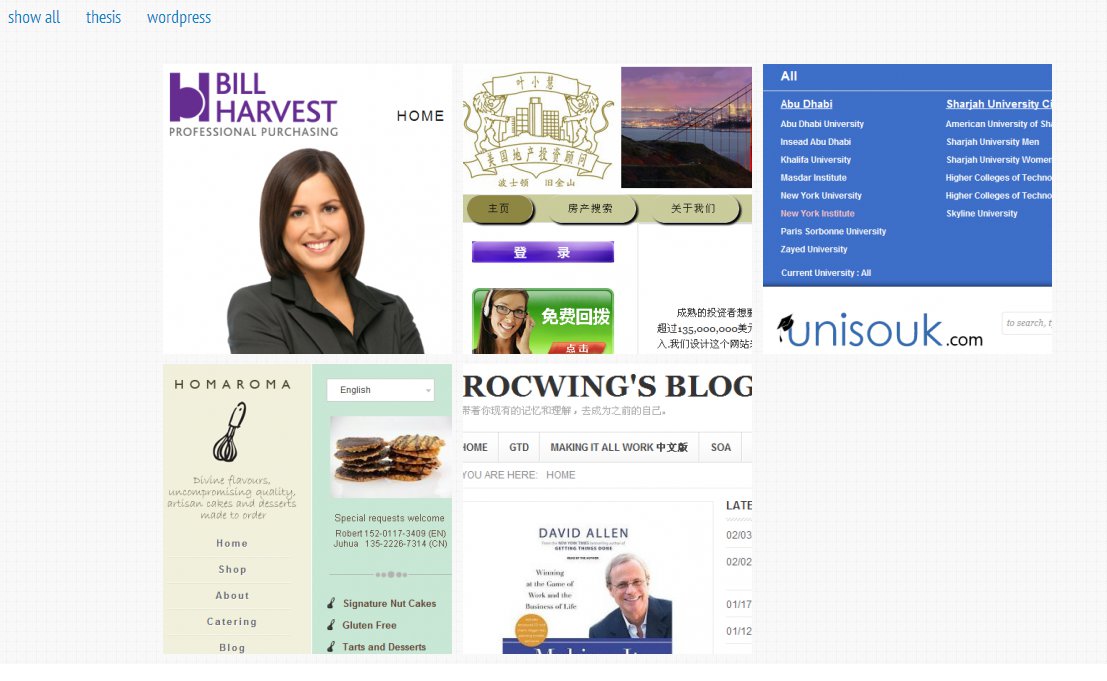 show all thesis wordpress
BILL
HARVEST
PROFESSIONAL PURCHASING
HOME
叶小慧
美国地产投资顾问
波士顿 旧金山
主页 房产搜索 关于我们
登 录
免费回拨
点击
成熟的投资者想要
超过135,000,000美元
入.我们设计这个网站
All
Abu Dhabi
Abu Dhabi University
Insead Abu Dhabi
Khalifa University
Masdar Institute
New York University
New York Institute
Paris Sorbonne University
Zayed University
Current University : All
Sharjah University Ci
American University of Sha
Sharjah University Men
Sharjah University Women
Higher Colleges of Techno
Higher Colleges of Techno
Skyline University
unisouk.com
to search, t
HOMAROMA
Divine flavours,
uncompromising quality,
artisan cakes and desserts
made to order
Home
Shop
About
Catering
Blog
English
Special requests welcome
Robert 152-0117-3409 (EN)
Juhua 135-2226-7314 (CN)
Signature Nut Cakes
Gluten Free
Tarts and Desserts
ROCWING'S BLOG
带著你现有的记忆和理解，去成为之前的自己。
HOME GTD MAKING IT ALL WORK 中文版 SOA
YOU ARE HERE: HOME
DAVID ALLEN
GETTING THINGS DONE
Winning
at the Game of
Work and the
Business of Life
Making It
LATE
02/03
02/02
01/17
01/12